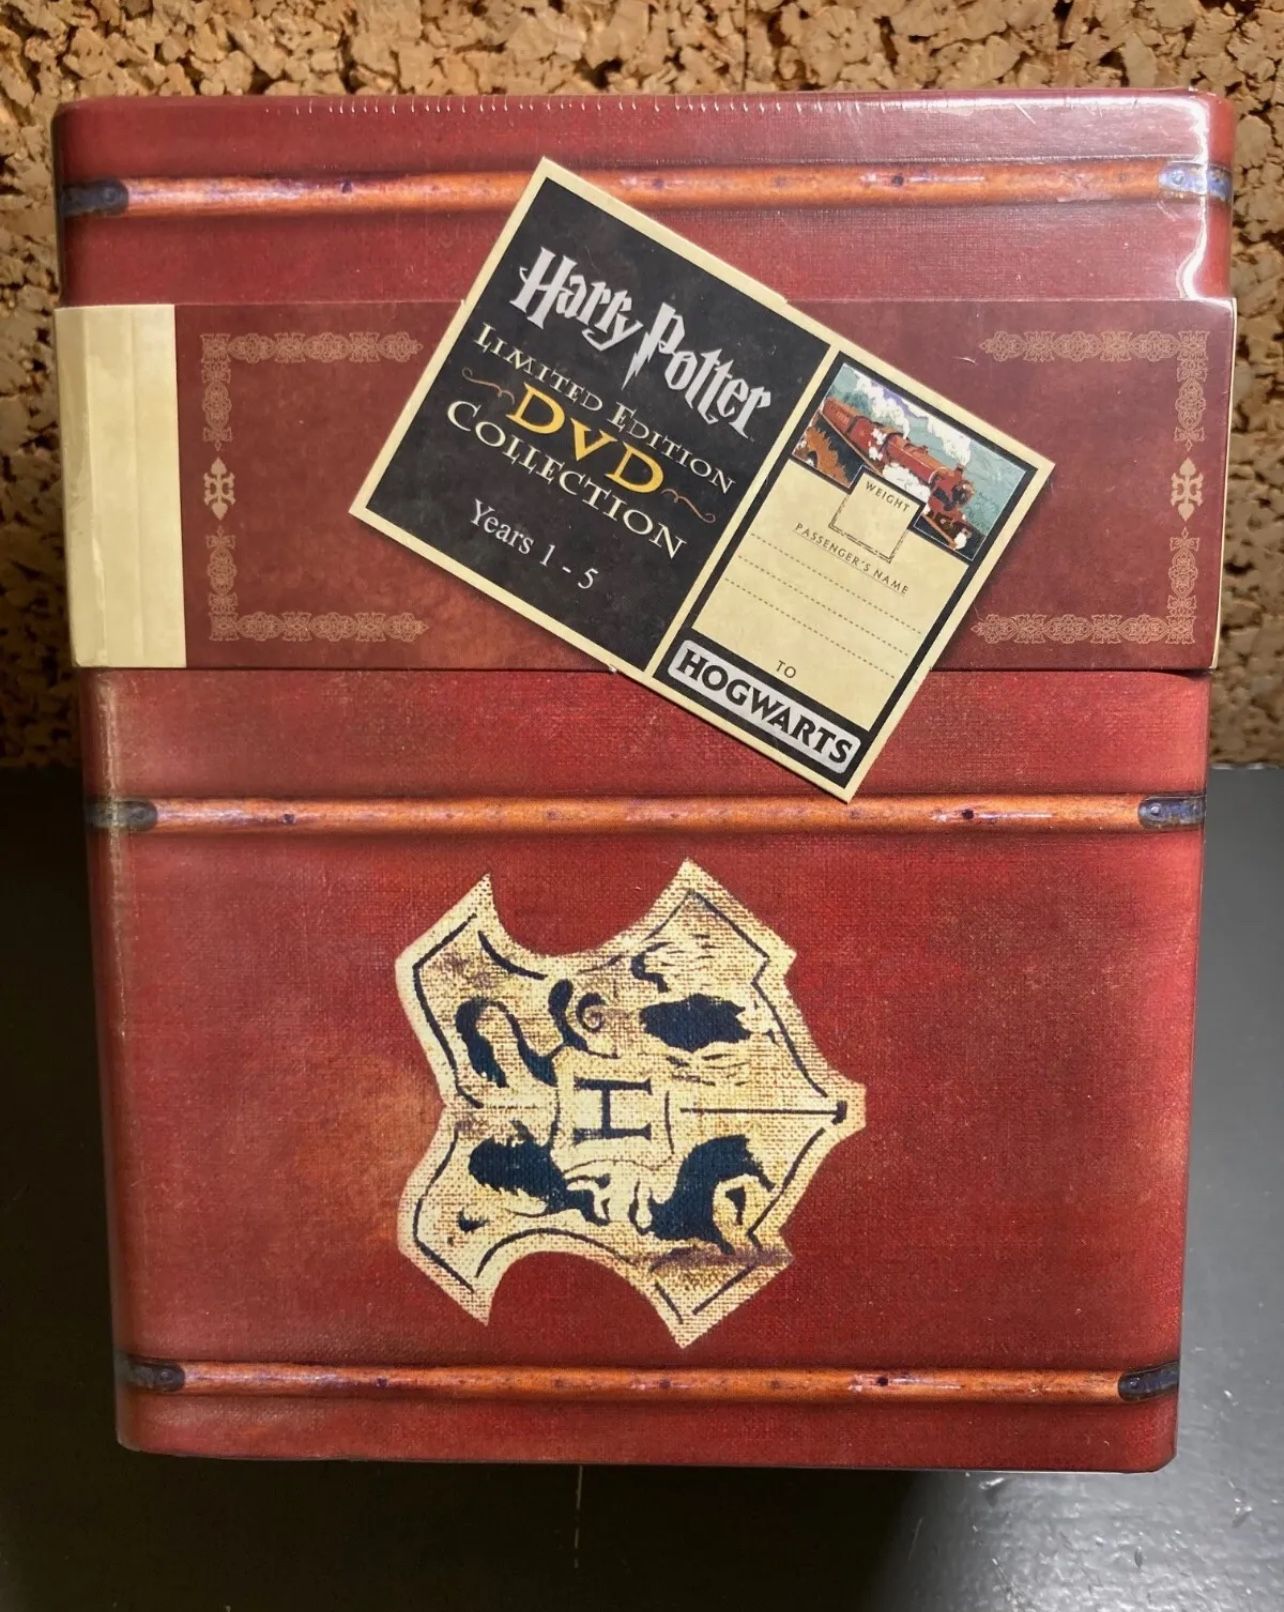 Harry Potter
LIMITED EDITION
DVD
COLLECTION
Years 1 - 5
WEIGHT
PASSENGER'S NAME
TO
HOGWARTS
H